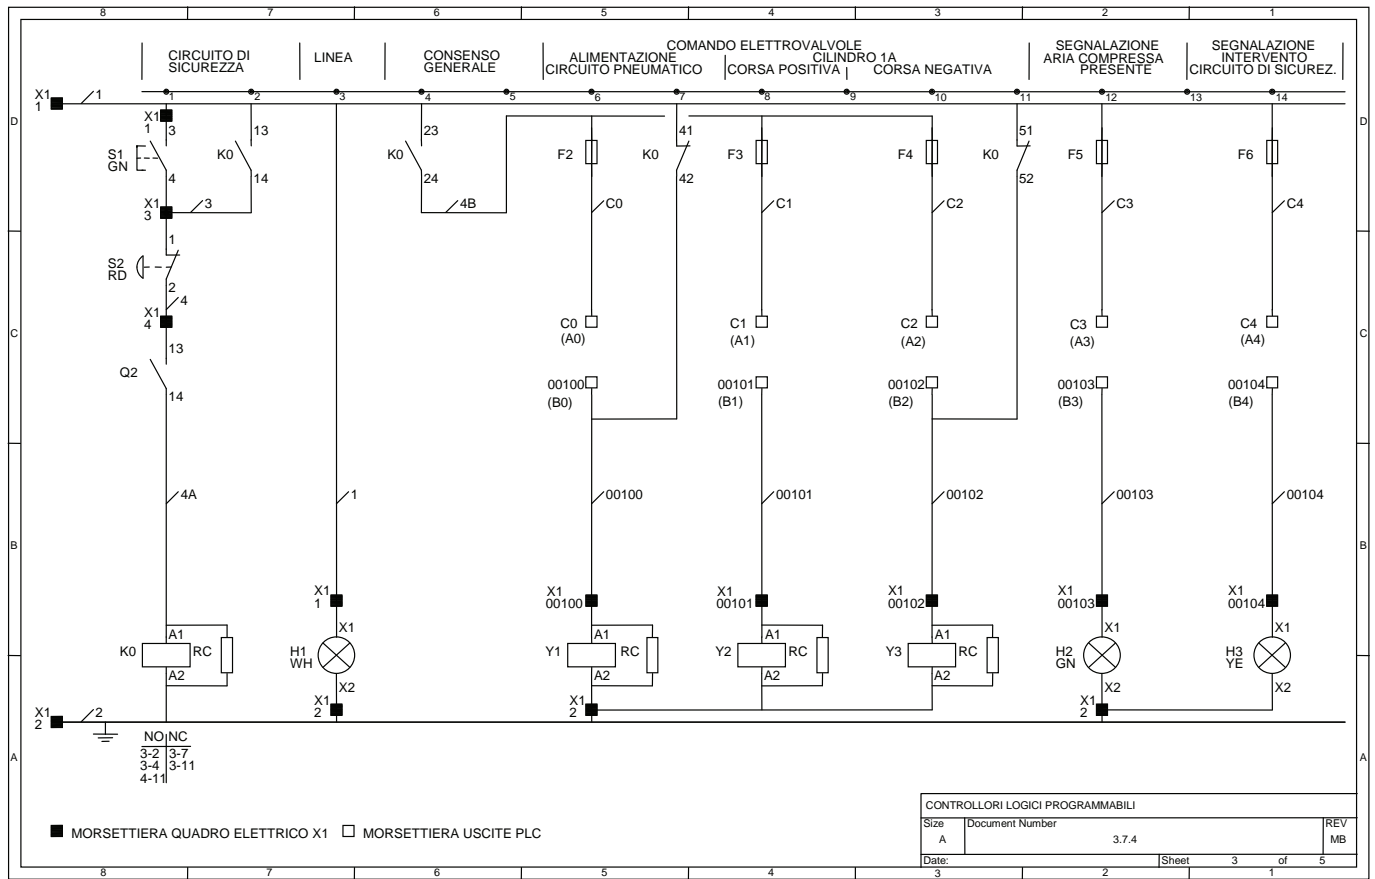 8 7 6 5 4 3 2 1
CIRCUITO DI
SICUREZZA
LINEA
CONSENSO
GENERALE
COMANDO ELETTROVALVOLE
ALIMENTAZIONE
CIRCUITO PNEUMATICO
CILINDRO 1A
CORSA POSITIVA
CORSA NEGATIVA
SEGNALAZIONE
ARIA COMPRESSA
PRESENTE
SEGNALAZIONE
INTERVENTO
CIRCUITO DI SICUREZ.
X1
1
1
1 2 3 4 5 6 7 8 9 10 11 12 13 14
D D
X1
1
3 13 23 41 51
S1
GN
K0 K0 F2 K0 F3 F4 K0 F5 F6
4 14 24 42 52
X1
3
3 4B C0 C1 C2 C3 C4
1
S2
RD
2
4
X1
4
C C
C0
(A0)
C1
(A1)
C2
(A2)
C3
(A3)
C4
(A4)
13
Q2
14
00100
(B0)
00101
(B1)
00102
(B2)
00103
(B3)
00104
(B4)
4A 1 00100 00101 00102 00103 00104
B B
X1
1
X1
00100
X1
00101
X1
00102
X1
00103
X1
00104
A1 X1 A1 A1 A1 X1 X1
K0 RC
H1
WH
Y1 RC Y2 RC Y3 RC
H2
GN
H3
YE
A2 X2 A2 A2 A2 X2 X2
X1
2
X1
2
X1
2
X1
2
2
NO NC
3-2 3-7
3-4 3-11
4-11
A A
MORSETTIERA QUADRO ELETTRICO X1
MORSETTIERA USCITE PLC
CONTROLLORI LOGICI PROGRAMMABILI
Size Document Number REV
A 3.7.4 MB
Date: Sheet 3 of 5
8 7 6 5 4 3 2 1